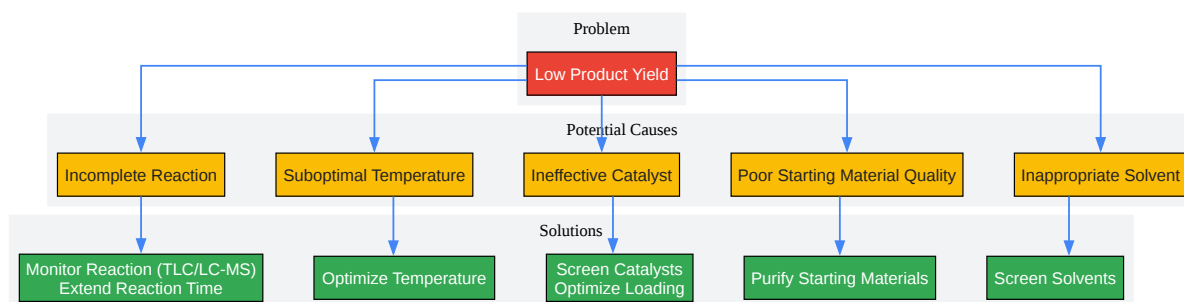 Problem
Low Product Yield
Potential Causes
Incomplete Reaction
Suboptimal Temperature
Ineffective Catalyst
Poor Starting Material Quality
Inappropriate Solvent
Solutions
Monitor Reaction (TLC/LC-MS)
Extend Reaction Time
Optimize Temperature
Screen Catalysts
Optimize Loading
Purify Starting Materials
Screen Solvents